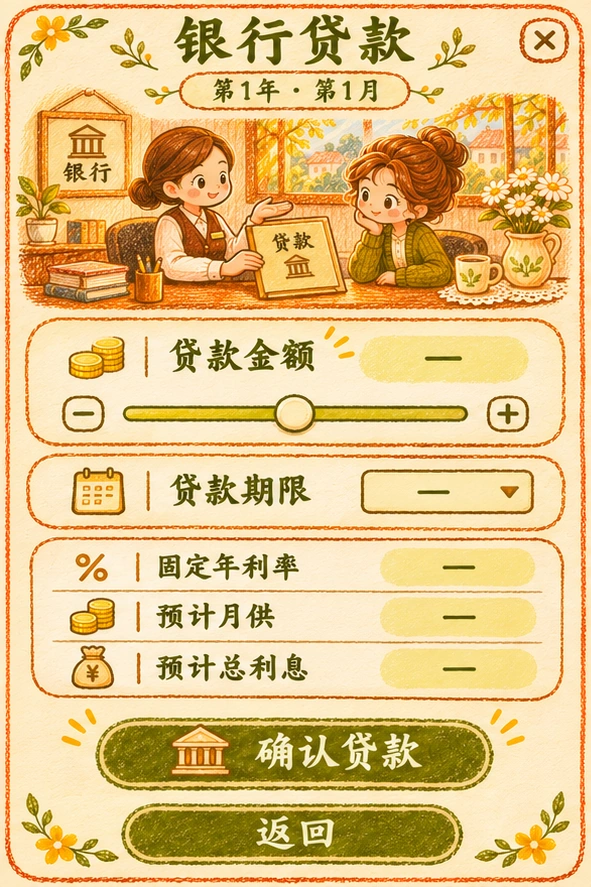 银行贷款
第1年·第1月
银行
贷款
贷款金额 —
贷款期限 —
% 固定年利率 —
预计月供 —
¥ 预计总利息 —
确认贷款
返回